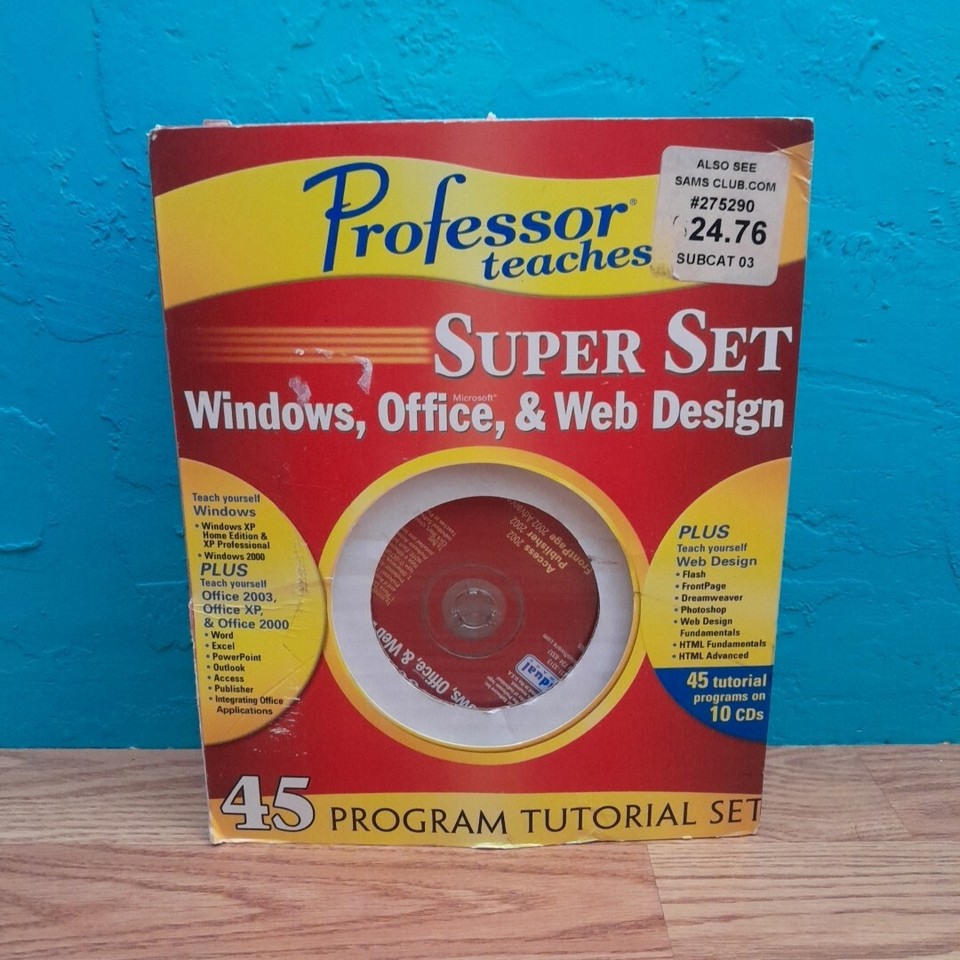 Professor®
teaches
ALSO SEE
SAMS CLUB.COM
#275290
$24.76
SUBCAT 03
SUPER SET
Microsoft
Windows, Office, & Web Design
Teach yourself
Windows
• Windows XP
Home Edition &
XP Professional
• Windows 2000
PLUS
Teach yourself
Office 2003,
Office XP,
& Office 2000
• Word
• Excel
• PowerPoint
• Outlook
• Access
• Publisher
• Integrating Office
Applications
Access 2002
Publisher 2002
FrontPage 2002
ws, Office, & Web
PLUS
Teach yourself
Web Design
• Flash
• FrontPage
• Dreamweaver
• Photoshop
• Web Design
Fundamentals
• HTML Fundamentals
• HTML Advanced
45 tutorial
programs on
10 CDs
45 PROGRAM TUTORIAL SET